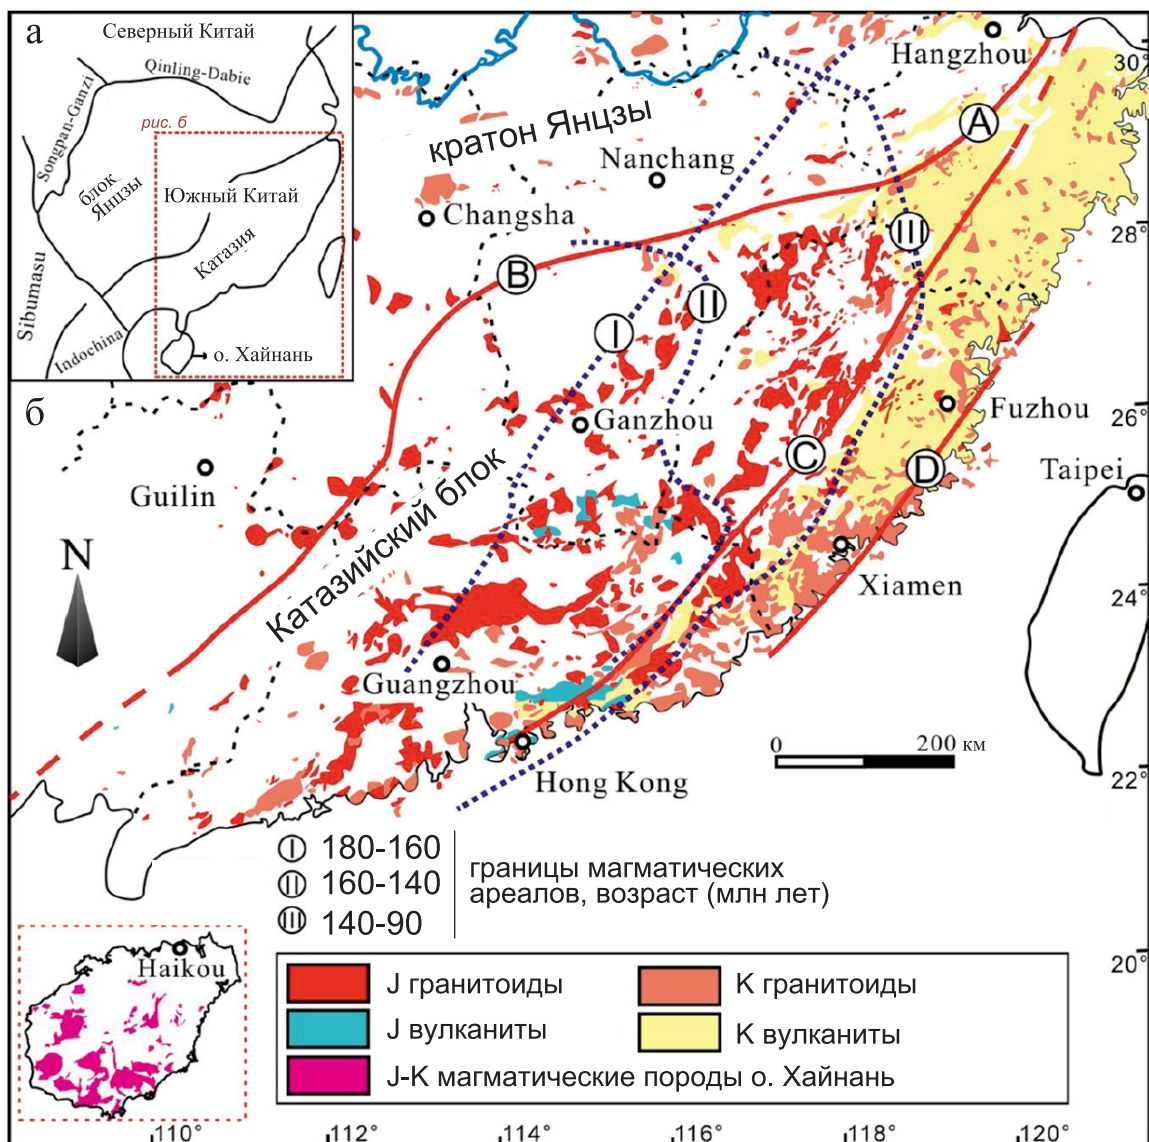 а
Северный Китай
Qinling-Dabie
Songpan-Ganzi
рис. б
блок
Янцзы
Южный Китай
Катазия
Sibumasu
Indochina
о. Хайнань
б
Hangzhou
30°
A
кратон Янцзы
Nanchang
Changsha
28°
III
B
II
I
Ganzhou
Fuzhou
26°
C
D
Taipei
Guilin
Катазийский блок
N
Xiamen
24°
Guangzhou
0
200 км
Hong Kong
22°
I 180-160
II 160-140
III 140-90
границы магматических
ареалов, возраст (млн лет)
20°
Haikou
J гранитоиды
K гранитоиды
J вулканиты
K вулканиты
J-K магматические породы о. Хайнань
110°
112°
114°
116°
118°
120°